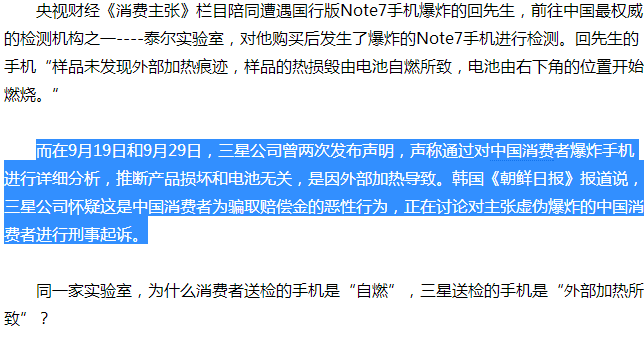 央视财经《消费主张》栏目陪同遭遇国行版Note7手机爆炸的回先生，前往中国最权威
的检测机构之一----泰尔实验室，对他购买后发生了爆炸的Note7手机进行检测。回先生的
手机“样品未发现外部加热痕迹，样品的热损毁由电池自燃所致，电池由右下角的位置开始
燃烧。”
而在9月19日和9月29日，三星公司曾两次发布声明，声称通过对中国消费者爆炸手机
进行详细分析，推断产品损坏和电池无关，是因外部加热导致。韩国《朝鲜日报》报道说，
三星公司怀疑这是中国消费者为骗取赔偿金的恶性行为，正在讨论对主张虚伪爆炸的中国消
费者进行刑事起诉。
同一家实验室，为什么消费者送检的手机是“自燃”，三星送检的手机是“外部加热所
致”？